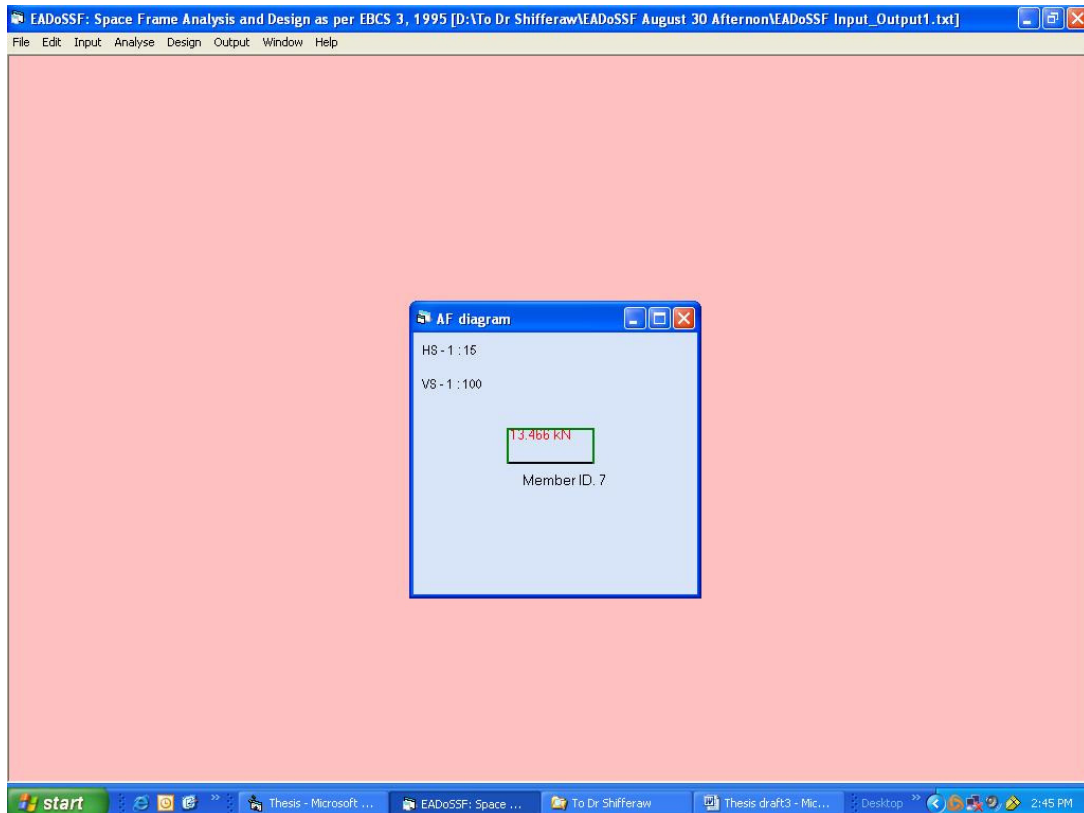 EADoSSF: Space Frame Analysis and Design as per EBCS 3, 1995 [D:\To Dr Shifferaw\EADoSSF August 30 Afternon\EADoSSF Input_Output1.txt]
File Edit Input Analyse Design Output Window Help
AF diagram
HS - 1 : 15
VS - 1 : 100
13.466 kN
Member ID. 7
start
Thesis - Microsoft ...
EADoSSF: Space ...
To Dr Shifferaw
Thesis draft3 - Mic...
Desktop
2:45 PM